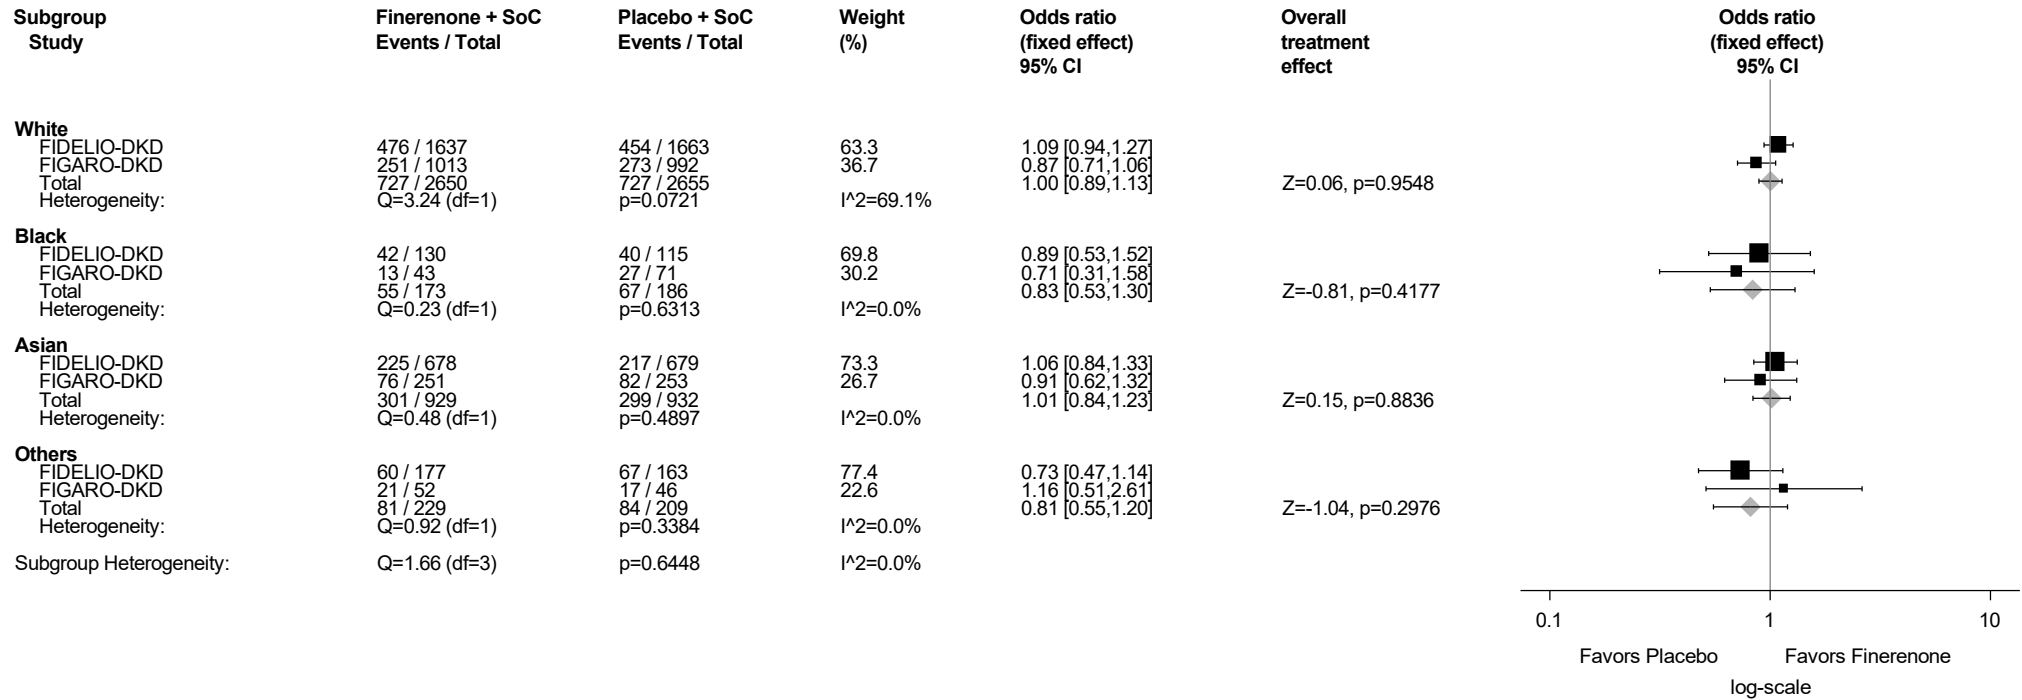 Subgroup Finerenone + SoC Placebo + SoC Weight Odds ratio Overall Odds ratio
Study Events / Total Events / Total (%) (fixed effect) treatment (fixed effect)
95% CI effect 95% CI
White
FIDELIO-DKD 476 / 1637 454 / 1663 63.3 1.09 [0.94,1.27]
FIGARO-DKD 251 / 1013 273 / 992 36.7 0.87 [0.71,1.06]
Total 727 / 2650 727 / 2655 1.00 [0.89,1.13] Z=0.06, p=0.9548
Heterogeneity: Q=3.24 (df=1) p=0.0721 I^2=69.1%
Black
FIDELIO-DKD 42 / 130 40 / 115 69.8 0.89 [0.53,1.52]
FIGARO-DKD 13 / 43 27 / 71 30.2 0.71 [0.31,1.58]
Total 55 / 173 67 / 186 0.83 [0.53,1.30] Z=-0.81, p=0.4177
Heterogeneity: Q=0.23 (df=1) p=0.6313 I^2=0.0%
Asian
FIDELIO-DKD 225 / 678 217 / 679 73.3 1.06 [0.84,1.33]
FIGARO-DKD 76 / 251 82 / 253 26.7 0.91 [0.62,1.32]
Total 301 / 929 299 / 932 1.01 [0.84,1.23] Z=0.15, p=0.8836
Heterogeneity: Q=0.48 (df=1) p=0.4897 I^2=0.0%
Others
FIDELIO-DKD 60 / 177 67 / 163 77.4 0.73 [0.47,1.14]
FIGARO-DKD 21 / 52 17 / 46 22.6 1.16 [0.51,2.61]
Total 81 / 229 84 / 209 0.81 [0.55,1.20] Z=-1.04, p=0.2976
Heterogeneity: Q=0.92 (df=1) p=0.3384 I^2=0.0%
Subgroup Heterogeneity: Q=1.66 (df=3) p=0.6448 I^2=0.0%
0.1 1 10
Favors Placebo Favors Finerenone
log-scale